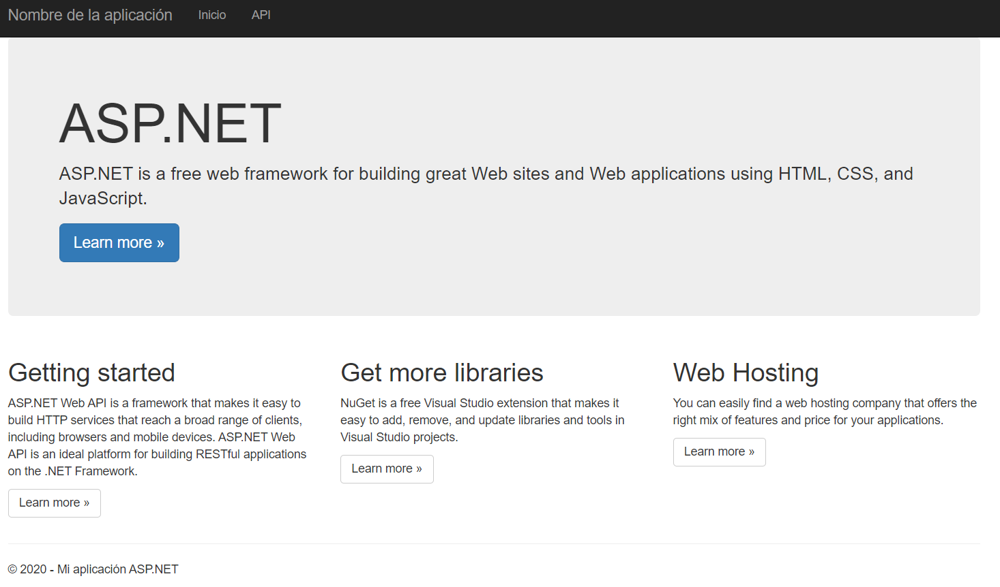 Nombre de la aplicación Inicio API
ASP.NET
ASP.NET is a free web framework for building great Web sites and Web applications using HTML, CSS, and
JavaScript.
Learn more »
Getting started
ASP.NET Web API is a framework that makes it easy to
build HTTP services that reach a broad range of clients,
including browsers and mobile devices. ASP.NET Web
API is an ideal platform for building RESTful applications
on the .NET Framework.
Learn more »
Get more libraries
NuGet is a free Visual Studio extension that makes it
easy to add, remove, and update libraries and tools in
Visual Studio projects.
Learn more »
Web Hosting
You can easily find a web hosting company that offers the
right mix of features and price for your applications.
Learn more »
© 2020 - Mi aplicación ASP.NET